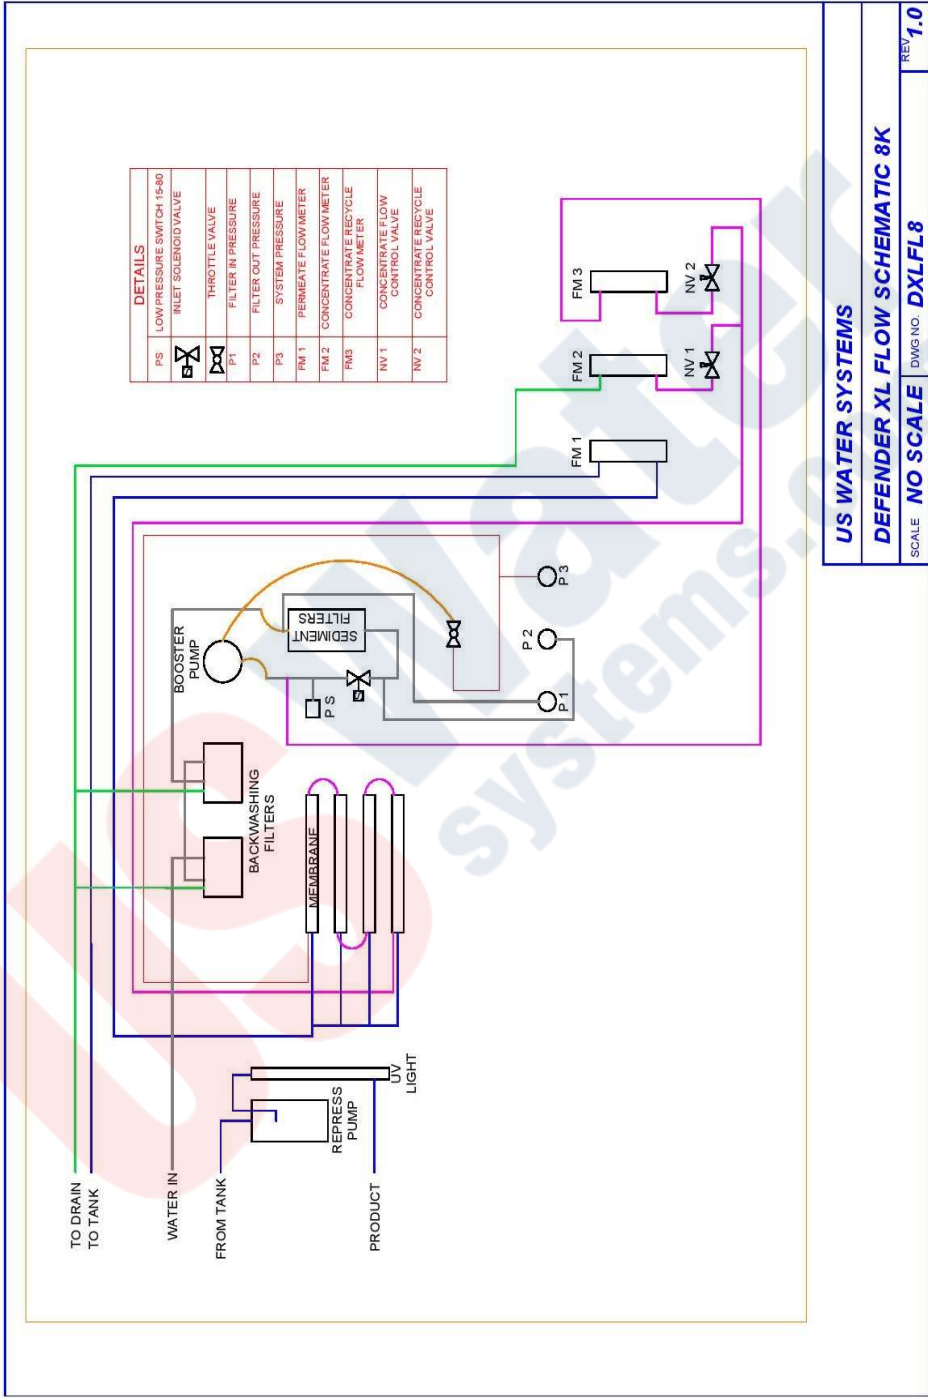 DETAILS
PS LOW PRESSURE SWITCH 15-80
S INLET SOLENOID VALVE
THROTTLE VALVE
P1 FILTER IN PRESSURE
P2 FILTER OUT PRESSURE
P3 SYSTEM PRESSURE
FM 1 PERMEATE FLOW METER
FM 2 CONCENTRATE FLOW METER
FM3 CONCENTRATE RECYCLE
FLOW METER
NV 1 CONCENTRATE FLOW
CONTROL VALVE
NV 2 CONCENTRATE RECYCLE
CONTROL VALVE
TO DRAIN
TO TANK
WATER IN
FROM TANK
PRODUCT
REPRESS
PUMP
UV
LIGHT
BACKWASHING
FILTERS
MEMBRANE
BOOSTER
PUMP
SEDIMENT
FILTERS
P S
S
P 1
P 2
P 3
FM 1
FM 2
FM 3
NV 1
NV 2
US WATER SYSTEMS
DEFENDER XL FLOW SCHEMATIC 8K
SCALE NO SCALE DWG NO. DXLFL8 REV 1.0
USWater
systems.com